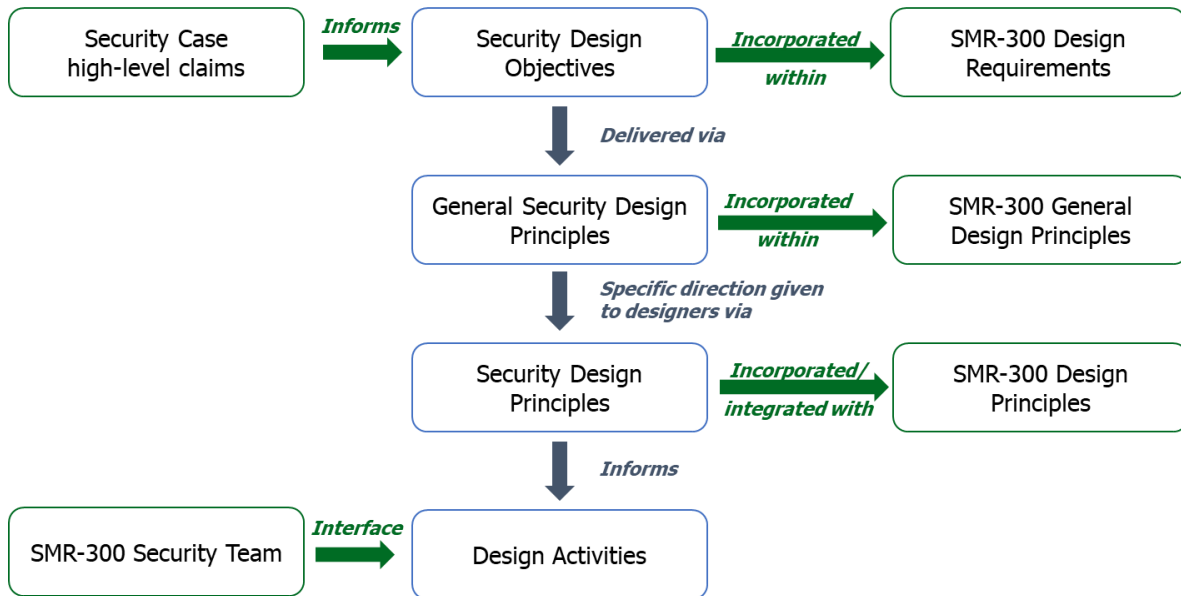 Security Case
high-level claims
Informs
Security Design
Objectives
Incorporated
within
SMR-300 Design
Requirements
Delivered via
General Security Design
Principles
Incorporated
within
SMR-300 General
Design Principles
Specific direction given
to designers via
Security Design
Principles
Incorporated/
integrated with
SMR-300 Design
Principles
Informs
SMR-300 Security Team
Interface
Design Activities